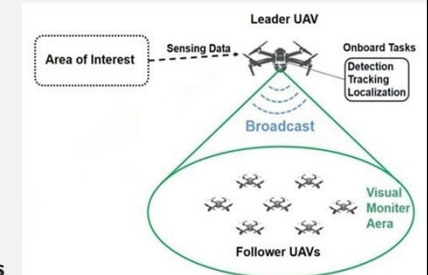 Leader UAV
Area of Interest
Sensing Data
Onboard Tasks
Detection
Tracking
Localization
Broadcast
Visual
Moniter
Aera
Follower UAVs
s